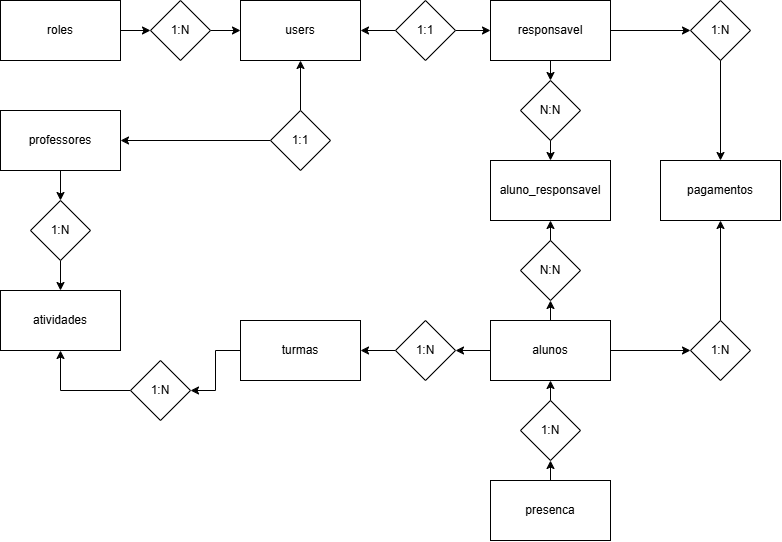 roles
1:N
users
1:1
responsavel
1:N
professores
1:1
N:N
aluno_responsavel
pagamentos
1:N
N:N
atividades
turmas
1:N
alunos
1:N
1:N
1:N
presenca